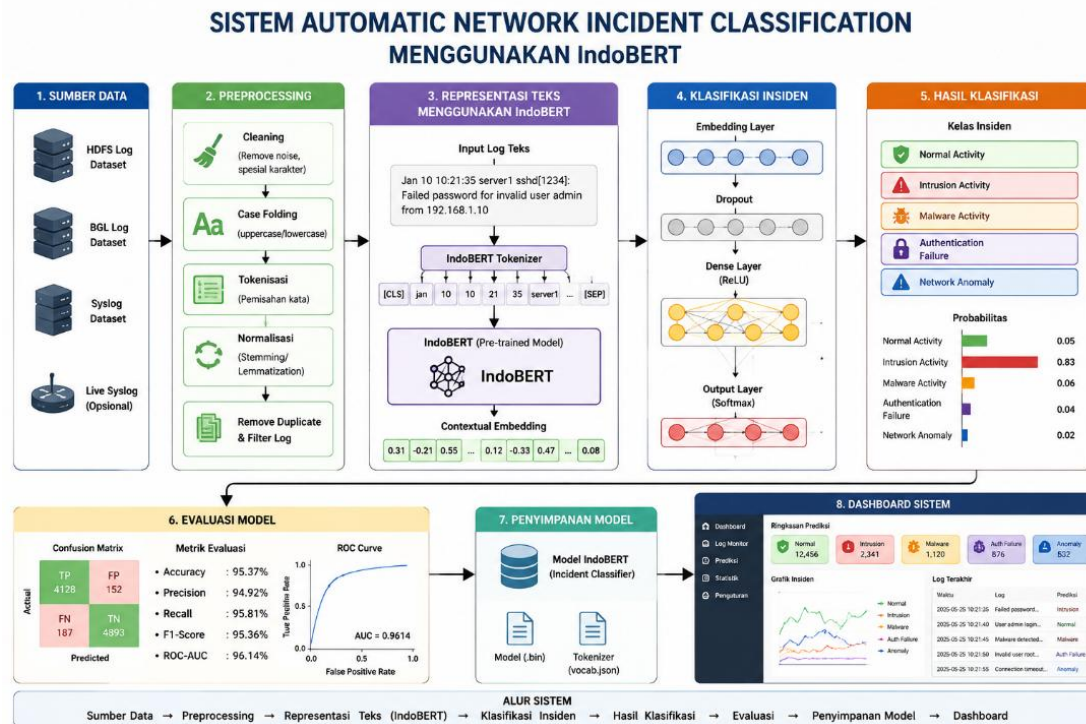 SISTEM AUTOMATIC NETWORK INCIDENT CLASSIFICATION
MENGGUNAKAN IndoBERT
1. SUMBER DATA
HDFS Log
Dataset
BGL Log
Dataset
Syslog
Dataset
Live Syslog
(Optional)
2. PREPROCESSING
Cleaning
(Remove noise,
spesial karakter)
Aa
Case Folding
(uppercase/lowercase)
Tokenisasi
(Pemisahan kata)
Normalisasi
(Stemming/
Lemmatization)
Remove Duplicate
& Filter Log
3. REPRESENTASI TEKS
MENGGUNAKAN IndoBERT
Input Log Teks
Jan 10 10:21:35 server1 sshd[1234]:
Failed password for invalid user admin
from 192.168.1.10
IndoBERT Tokenizer
[CLS] jan 10 10 21 35 server1 ... [SEP]
IndoBERT (Pre-trained Model)
IndoBERT
Contextual Embedding
0.31 -0.21 0.55 ... 0.12 -0.33 0.47 ... 0.08
4. KLASIFIKASI INSIDEN
Embedding Layer
Dropout
Dense Layer
(ReLU)
Output Layer
(Softmax)
5. HASIL KLASIFIKASI
Kelas Insiden
Normal Activity
Intrusion Activity
Malware Activity
Authentication
Failure
Network Anomaly
Probabilitas
Normal Activity 0.05
Intrusion Activity 0.83
Malware Activity 0.06
Authentication
Failure 0.04
Network Anomaly 0.02
6. EVALUASI MODEL
Confusion Matrix
Actual
TP
4128
FP
152
FN
187
TN
4893
Predicted
Metrik Evaluasi
• Accuracy : 95.37%
• Precision : 94.92%
• Recall : 95.81%
• F1-Score : 95.36%
• ROC-AUC : 96.14%
ROC Curve
True Positive Rate
1.0
0.0
AUC = 0.9614
0.0 0.5 1.0
False Positive Rate
7. PENYIMPANAN MODEL
Model IndoBERT
(Incident Classifier)
Model (.bin)
Tokenizer
(vocab.json)
8. DASHBOARD SISTEM
Dashboard
Log Monitor
Prediksi
Statistik
Penguturan
Ringkasan Prediksi
Normal
12,456
Intrusion
2,341
Malware
1,120
Auth Failure
876
Anomaly
Grafik Insiden
Normal
Intrusion
Malware
Auth Failure
Anomaly
Log Terakhir
Waktu Log Prediksi
2025-05-25 10:21:25 Failed password... Intrusion
2025-05-25 10:21:40 User admin login... Normal
2025-05-25 10:21:45 Malware detected... Malware
2025-05-25 10:21:50 Invalid user root... Auth Failure
2025-05-25 10:21:55 Connection timeout... Anomaly
ALUR SISTEM
Sumber Data → Preprocessing → Representasi Teks (IndoBERT) → Klasifikasi Insiden → Hasil Klasifikasi → Evaluasi → Penyimpanan Model → Dashboard